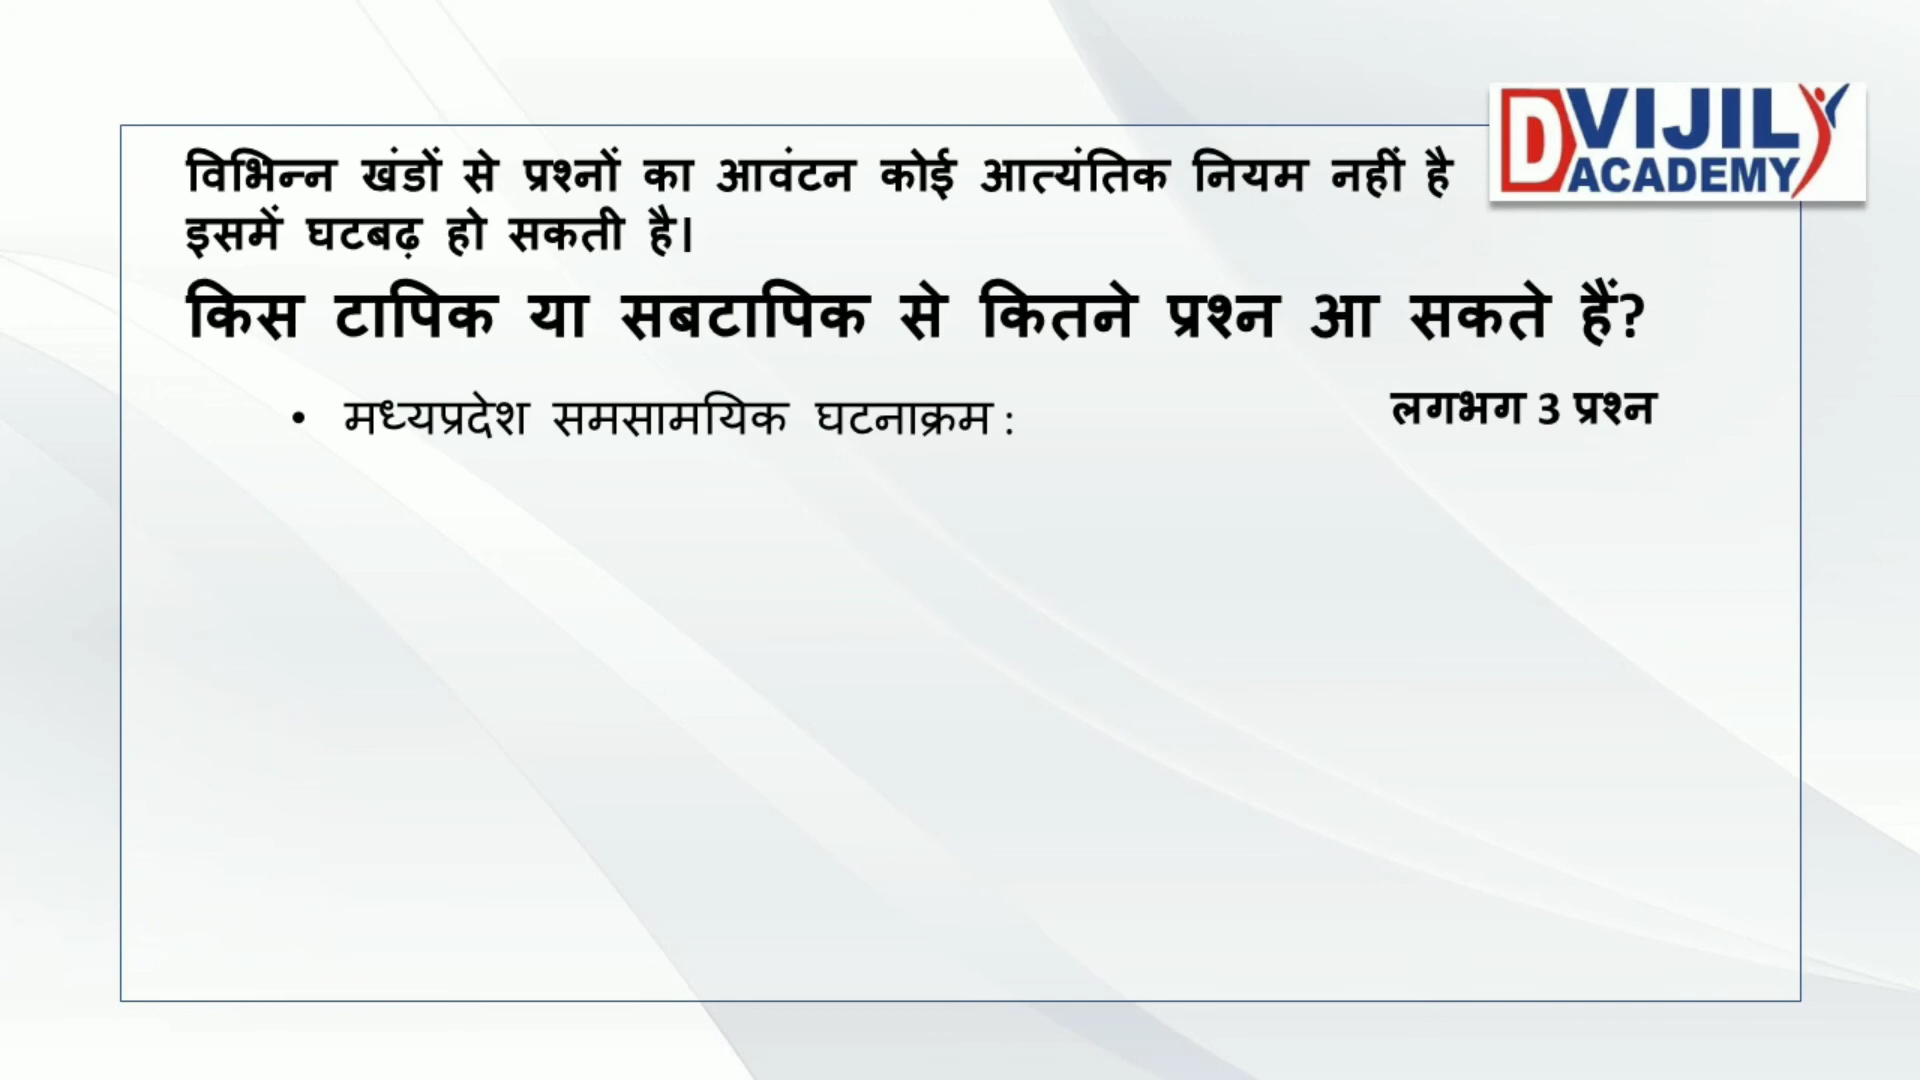 DVIJILY
ACADEMY
विभिन्न खंडों से प्रश्नों का आवंटन कोई आत्यंतिक नियम नहीं है
इसमें घटबढ़ हो सकती है।
किस टापिक या सबटापिक से कितने प्रश्न आ सकते हैं?
• मध्यप्रदेश समसामयिक घटनाक्रम : लगभग 3 प्रश्न